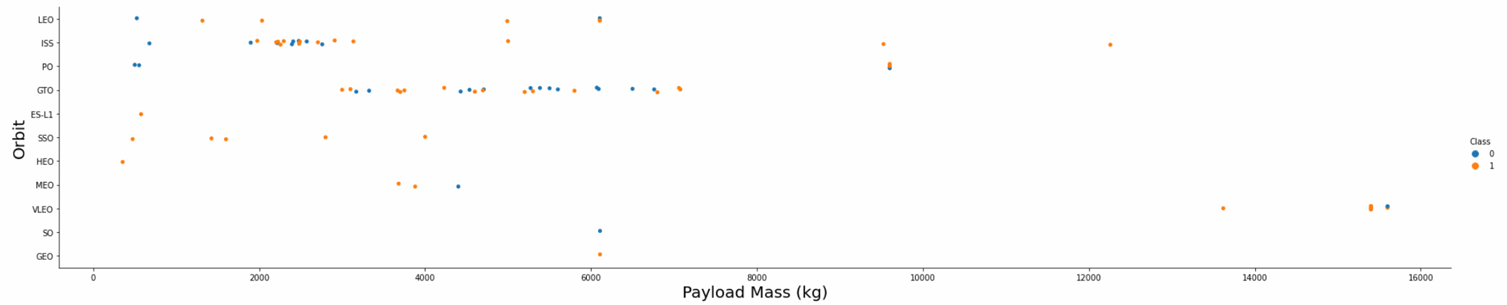 LEO
ISS
PO
GTO
ES-L1
SSO
HEO
MEO
VLEO
SO
GEO
Orbit
0 2000 4000 6000 8000 10000 12000 14000 16000
Payload Mass (kg)
Class
0
1